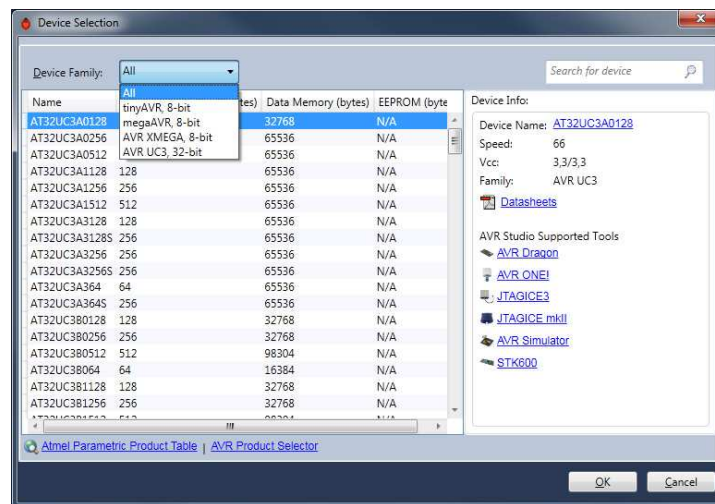 Device Selection
Device Family: All
Search for device
All
tinyAVR, 8-bit
megaAVR, 8-bit
AVR XMEGA, 8-bit
AVR UC3, 32-bit
Name tes) Data Memory (bytes) EEPROM (byte
AT32UC3A0128 32768 N/A
AT32UC3A0256 65536 N/A
AT32UC3A0512 65536 N/A
AT32UC3A1128 128 65536 N/A
AT32UC3A1256 256 65536 N/A
AT32UC3A1512 512 65536 N/A
AT32UC3A3128 128 65536 N/A
AT32UC3A3128S 256 65536 N/A
AT32UC3A3256 256 65536 N/A
AT32UC3A3256S 256 65536 N/A
AT32UC3A364 64 65536 N/A
AT32UC3A364S 256 65536 N/A
AT32UC3B0128 128 32768 N/A
AT32UC3B0256 256 32768 N/A
AT32UC3B0512 512 98304 N/A
AT32UC3B064 64 16384 N/A
AT32UC3B1128 128 32768 N/A
AT32UC3B1256 256 32768 N/A
Device Info:
Device Name: AT32UC3A0128
Speed: 66
Vcc: 3,3/3,3
Family: AVR UC3
Datasheets
AVR Studio Supported Tools
AVR Dragon
AVR ONE!
JTAGICE3
JTAGICE mkII
AVR Simulator
STK600
Atmel Parametric Product Table | AVR Product Selector
OK Cancel